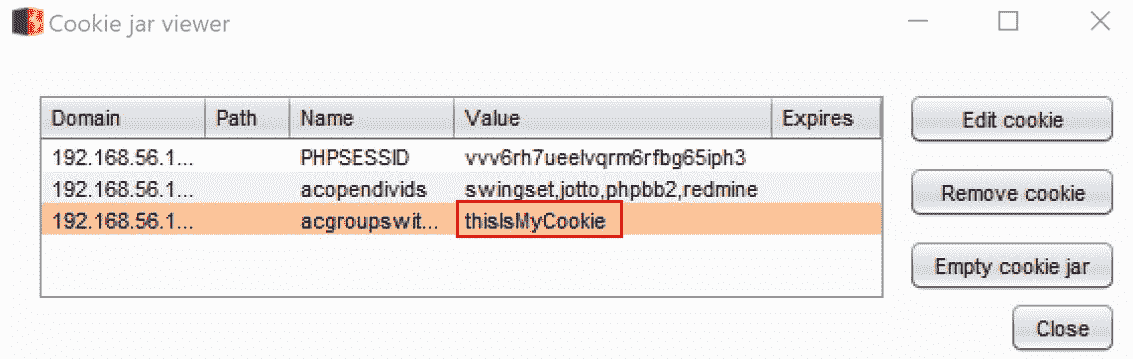 Cookie jar viewer
Domain Path Name Value Expires
192.168.56.1... PHPSESSID vvv6rh7ueelvqrm6rfbg65iph3
192.168.56.1... acopendivids swingset,jotto,phpbb2,redmine
192.168.56.1... acgroupswit... thisIsMyCookie
Edit cookie
Remove cookie
Empty cookie jar
Close